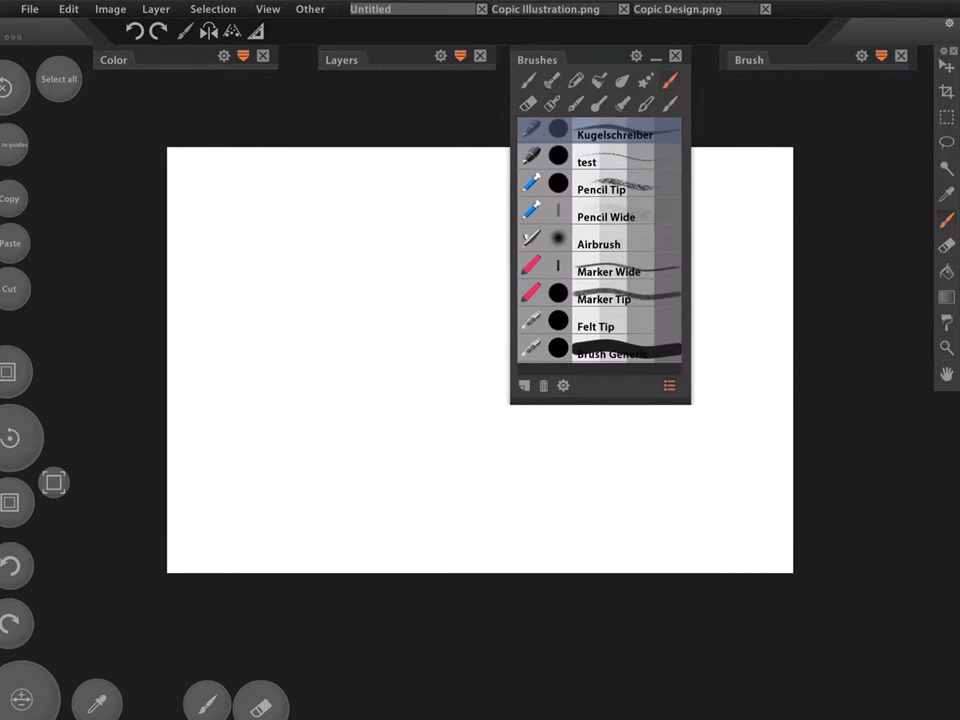 File Edit Image Layer Selection View Other Untitled Copic Illustration.png Copic Design.png
Color Layers Brushes Brush
Select all
to guides
Copy
Paste
Cut
Kugelschreiber
test
Pencil Tip
Pencil Wide
Airbrush
Marker Wide
Marker Tip
Felt Tip
Brush Generic